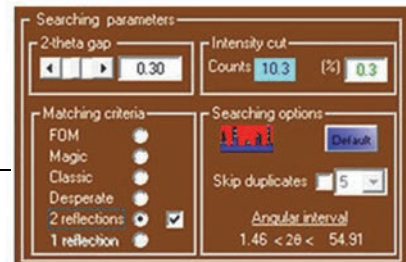 Searching parameters
2-theta gap
0.30
Intensity cut
Counts 10.3 (%) 0.3
Matching criteria
FOM
Magic
Classic
Desperate
2 reflections
1 reflection
Searching options
Default
Skip duplicates 5
Angular interval
1.46 < 2θ < 54.91